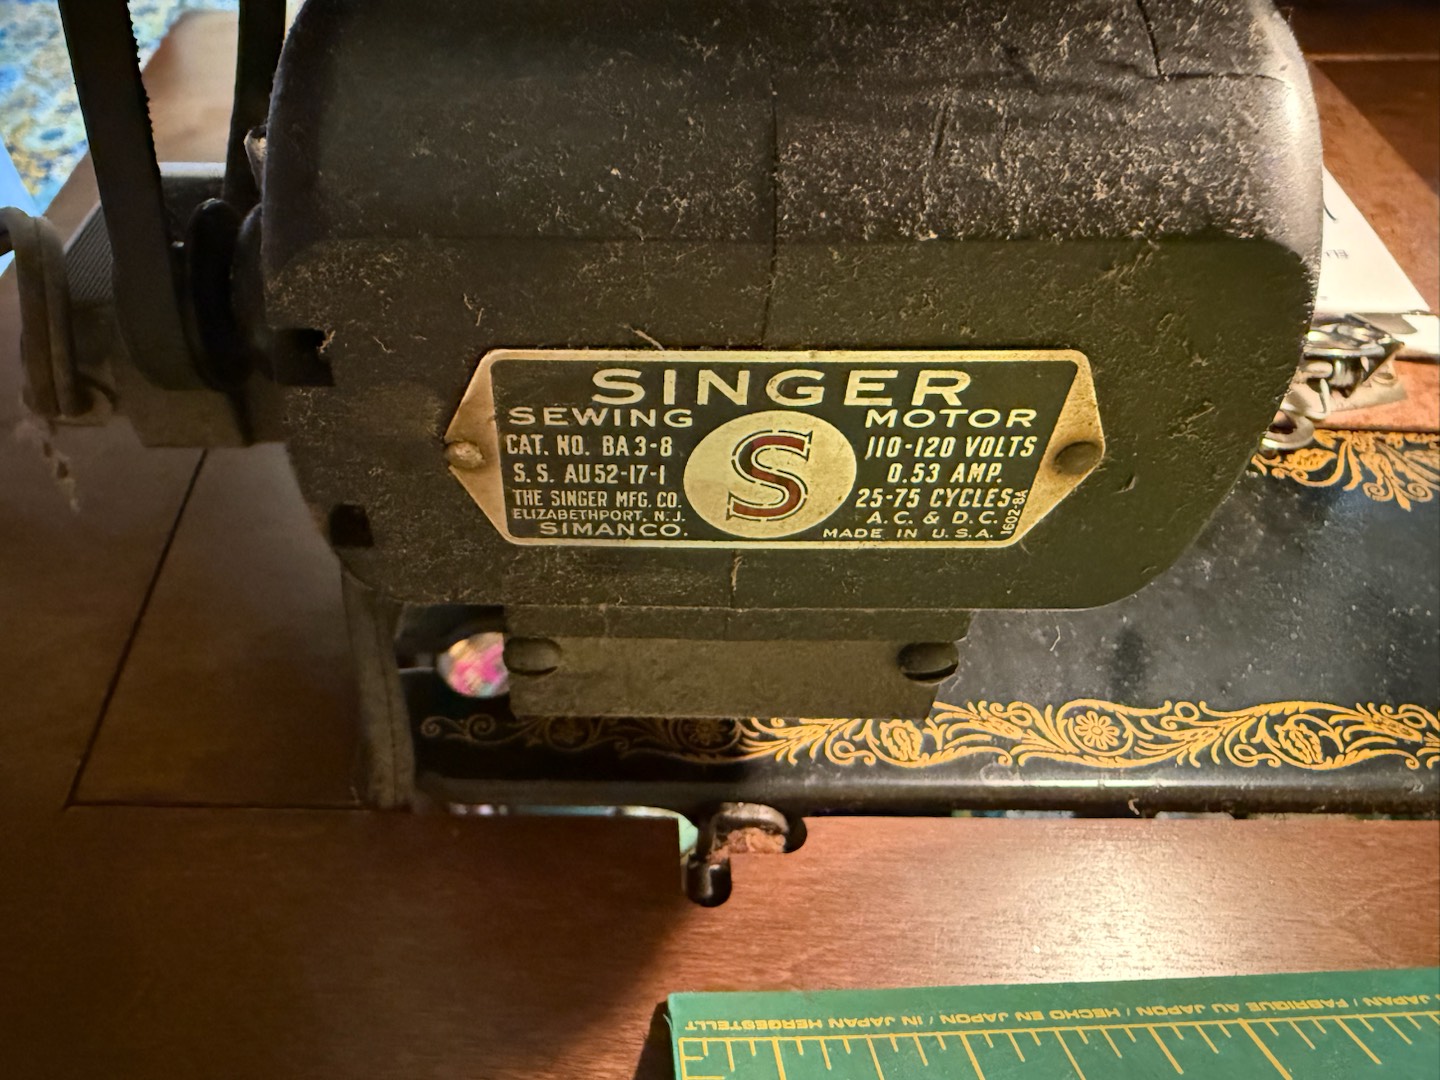 SINGER
SEWING MOTOR
S
CAT. NO. BA3-8
S.S. AU52-17-1
THE SINGER MFG. CO.
ELIZABETHPORT, N.J.
SIMANCO.
110-120 VOLTS
0.53 AMP.
25-75 CYCLES
A.C. & D.C.
MADE IN U.S.A.
1602-8A
JAPAN / FABRIQUE AU JAPON / HECHO EN JAPON / IN JAPAN HERGESTELLT